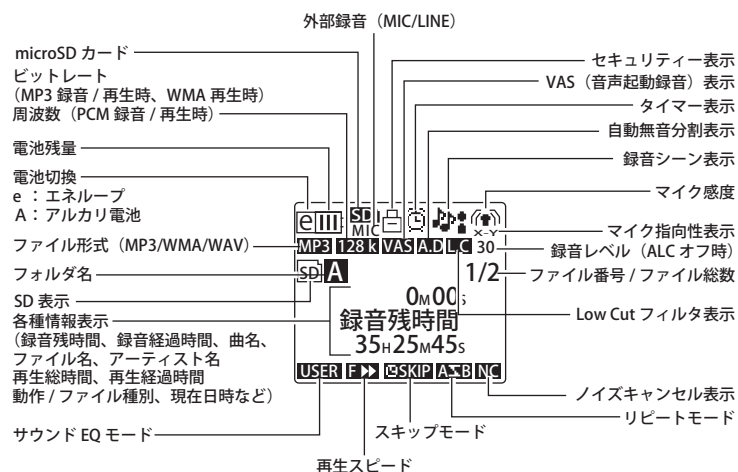 外部録音（MIC/LINE）
microSD カード
ビットレート
（MP3 録音 / 再生時、WMA 再生時）
周波数（PCM 録音 / 再生時）
電池残量
電池切換
e ：エネループ
A：アルカリ電池
ファイル形式（MP3/WMA/WAV）
フォルダ名
SD 表示
各種情報表示
（録音残時間、録音経過時間、曲名、
ファイル名、アーティスト名
再生総時間、再生経過時間
動作 / ファイル種別、現在日時など）
サウンド EQ モード
セキュリティー表示
VAS（音声起動録音）表示
タイマー表示
自動無音分割表示
録音シーン表示
マイク感度
マイク指向性表示
録音レベル（ALC オフ時）
ファイル番号 / ファイル総数
Low Cut フィルタ表示
ノイズキャンセル表示
リピートモード
スキップモード
再生スピード
e SD
MIC X-Y
MP3 128 k VAS A.D L.C 30
SD A 1/2
0M00s
録音残時間
35H25M45s
USER F SKIP A B NC